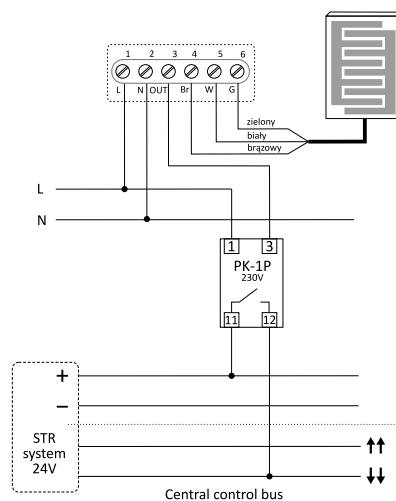 1 2 3 4 5 6
L N OUT Br W G
zielony
biały
brązowy
L
N
1 3
PK-1P
230V
11 12
+
−
STR
system
24V
Central control bus